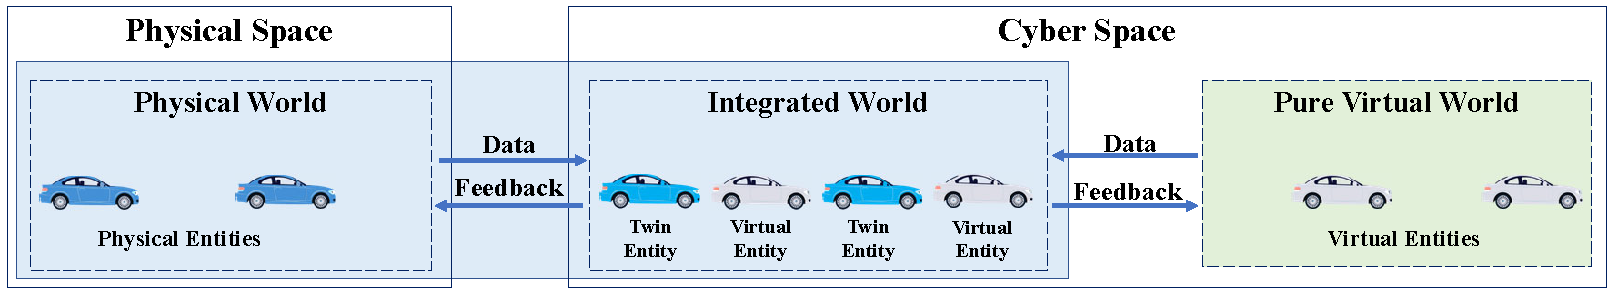 Physical Space
Cyber Space
Physical World
Integrated World
Pure Virtual World
Data
Feedback
Data
Feedback
Physical Entities
Twin
Entity
Virtual
Entity
Twin
Entity
Virtual
Entity
Virtual Entities